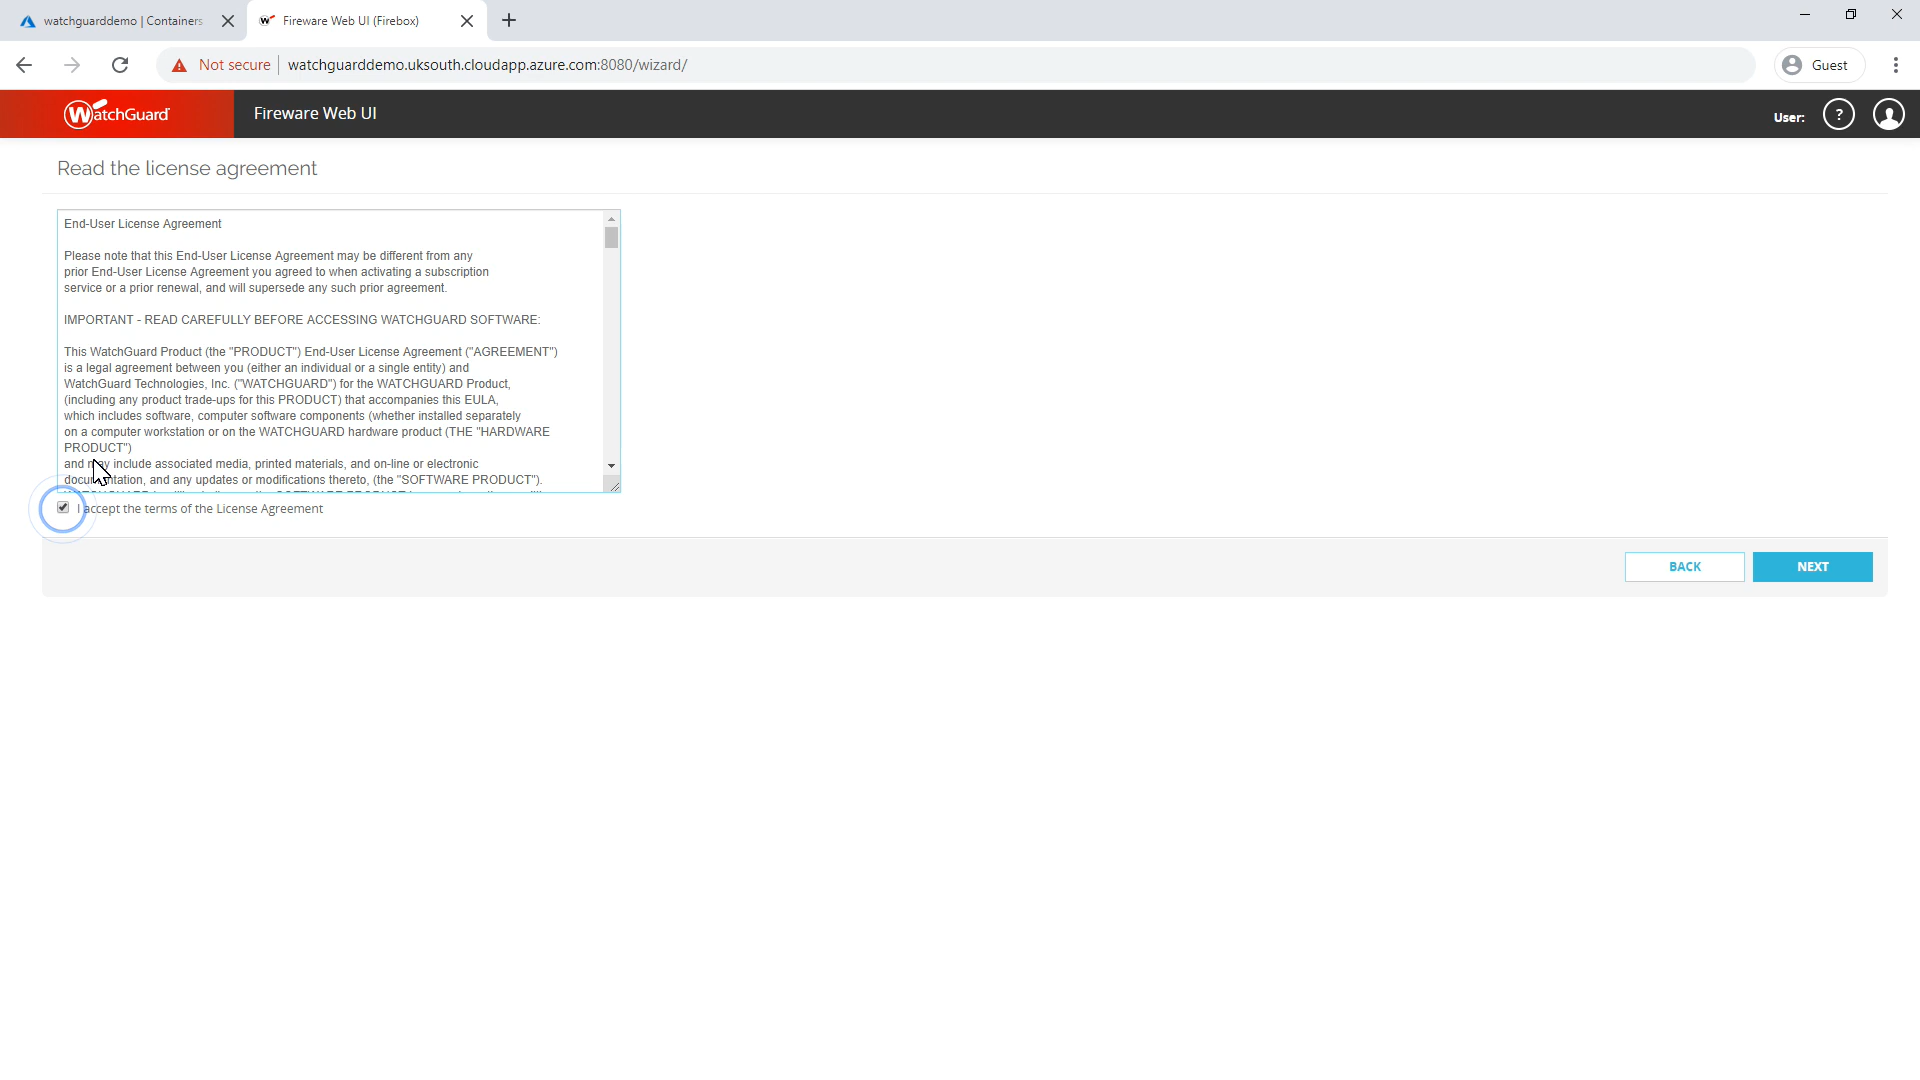 watchguarddemo | Containers
Fireware Web UI (Firebox)
Not secure
watchguarddemo.uksouth.cloudapp.azure.com:8080/wizard/
Guest
WatchGuard
Fireware Web UI
User:
?
Read the license agreement
End-User License Agreement
Please note that this End-User License Agreement may be different from any
prior End-User License Agreement you agreed to when activating a subscription
service or a prior renewal, and will supersede any such prior agreement.
IMPORTANT - READ CAREFULLY BEFORE ACCESSING WATCHGUARD SOFTWARE:
This WatchGuard Product (the "PRODUCT") End-User License Agreement ("AGREEMENT")
is a legal agreement between you (either an individual or a single entity) and
WatchGuard Technologies, Inc. ("WATCHGUARD") for the WATCHGUARD Product,
(including any product trade-ups for this PRODUCT) that accompanies this EULA,
which includes software, computer software components (whether installed separately
on a computer workstation or on the WATCHGUARD hardware product (THE "HARDWARE
PRODUCT")
and may include associated media, printed materials, and on-line or electronic
documentation, and any updates or modifications thereto, (the "SOFTWARE PRODUCT").
I accept the terms of the License Agreement
BACK
NEXT